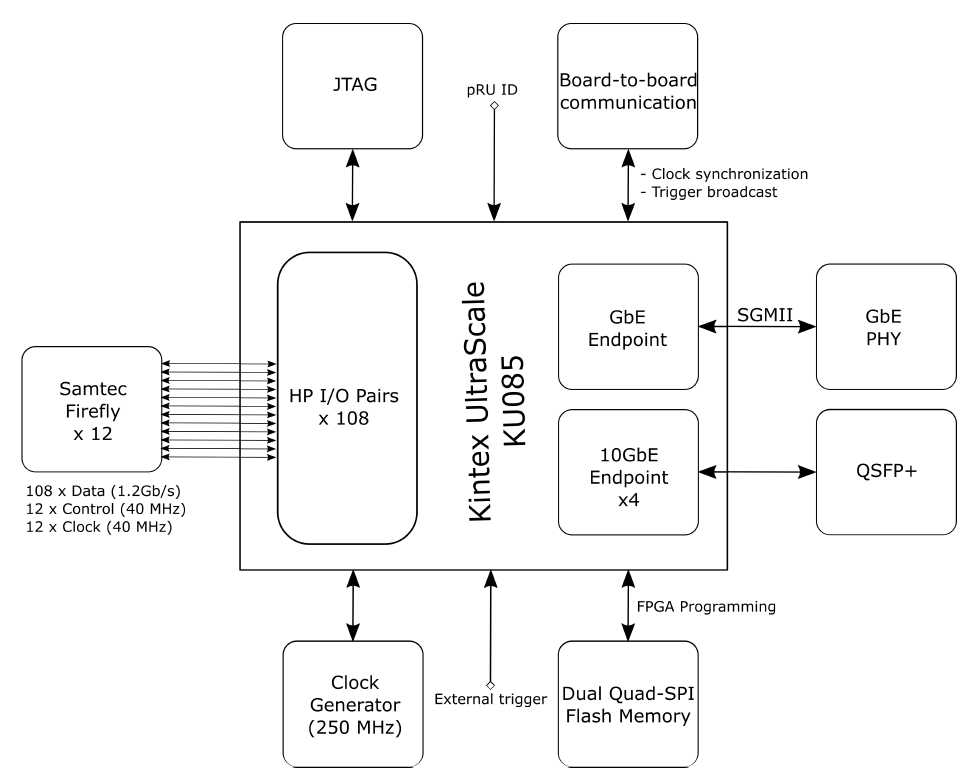 JTAG
pRU ID
Board-to-board
communication
- Clock synchronization
- Trigger broadcast
Samtec
Firefly
x 12
108 x Data (1.2Gb/s)
12 x Control (40 MHz)
12 x Clock (40 MHz)
HP I/O Pairs
x 108
Kintex UltraScale
KU085
GbE
Endpoint
SGMII
GbE
PHY
10GbE
Endpoint
x4
QSFP+
FPGA Programming
Clock
Generator
(250 MHz)
External trigger
Dual Quad-SPI
Flash Memory